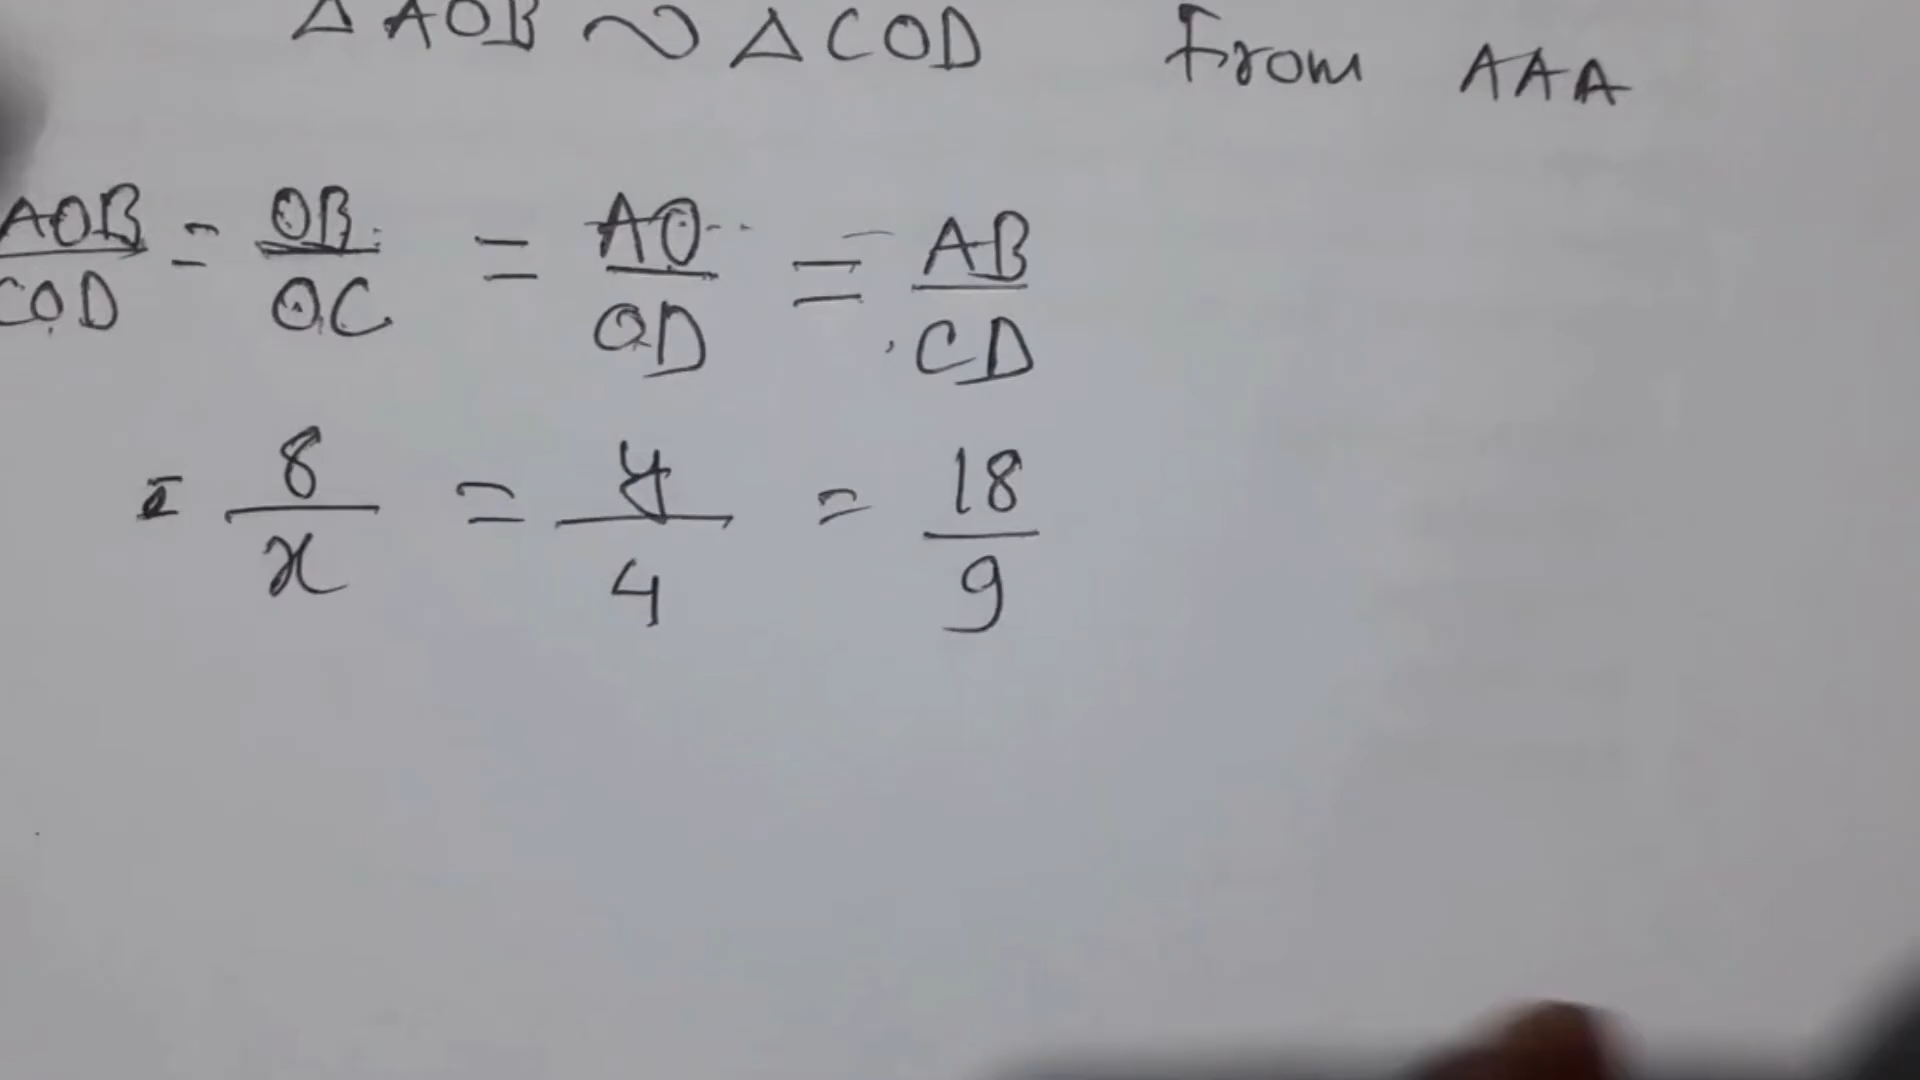 △AOB ~ △COD From AAA
AOB/COD = OB/OC = AO/OD = AB/CD
= 8/x = y/4 = 18/9